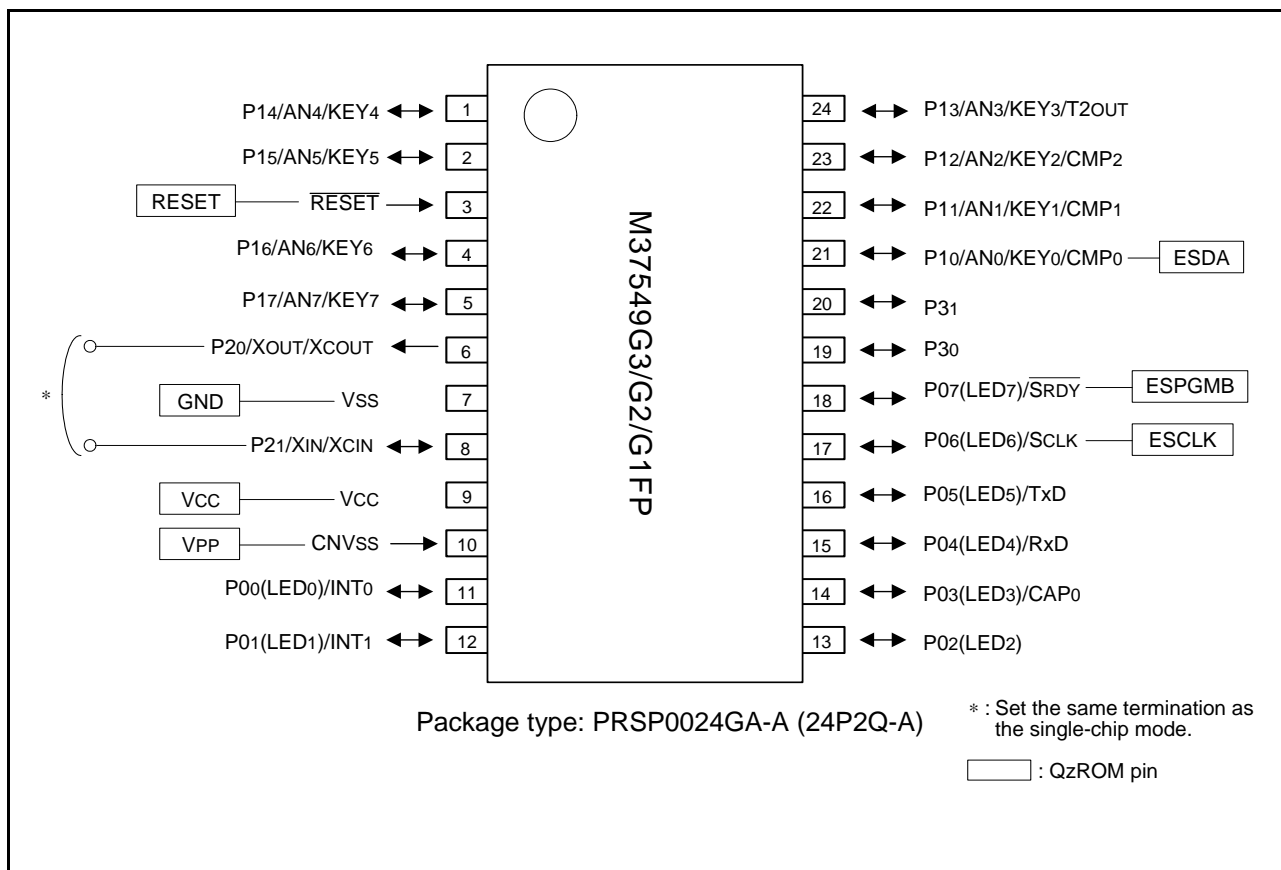 P14/AN4/KEY4 1
P15/AN5/KEY5 2
RESET RESET 3
P16/AN6/KEY6 4
P17/AN7/KEY7 5
P20/XOUT/XCOUT 6
*
GND VSS 7
P21/XIN/XCIN 8
VCC VCC 9
VPP CNVSS 10
P00(LED0)/INT0 11
P01(LED1)/INT1 12
M37549G3/G2/G1FP
24 P13/AN3/KEY3/T2OUT
23 P12/AN2/KEY2/CMP2
22 P11/AN1/KEY1/CMP1
21 P10/AN0/KEY0/CMP0 ESDA
20 P31
19 P30
18 P07(LED7)/SRDY ESPGMB
17 P06(LED6)/SCLK ESCLK
16 P05(LED5)/TxD
15 P04(LED4)/RxD
14 P03(LED3)/CAP0
13 P02(LED2)
Package type: PRSP0024GA-A (24P2Q-A)
* : Set the same termination as
the single-chip mode.
: QzROM pin